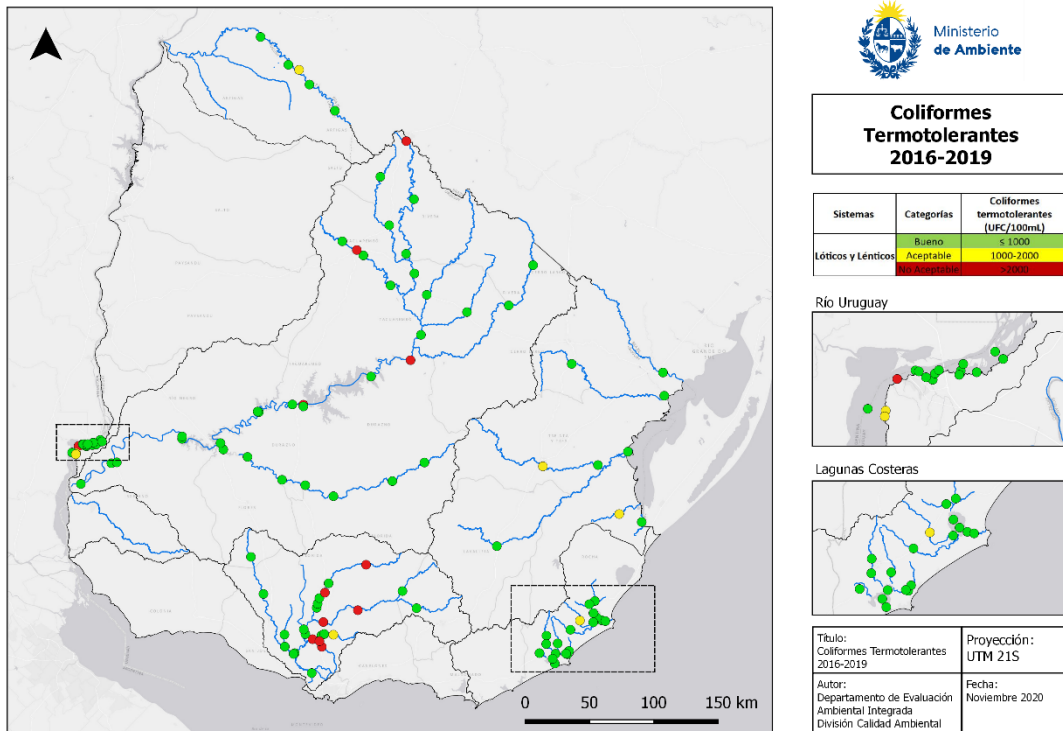 Ministerio
de Ambiente
Coliformes
Termotolerantes
2016-2019
Sistemas
Categorías
Coliformes
termotolerantes
(UFC/100mL)
Lóticos y Lénticos
Bueno
≤ 1000
Aceptable
1000-2000
No Aceptable
>2000
Río Uruguay
Lagunas Costeras
0
50
100
150 km
Título:
Coliformes Termotolerantes
2016-2019
Proyección:
UTM 21S
Autor:
Departamento de Evaluación
Ambiental Integrada
División Calidad Ambiental
Fecha:
Noviembre 2020